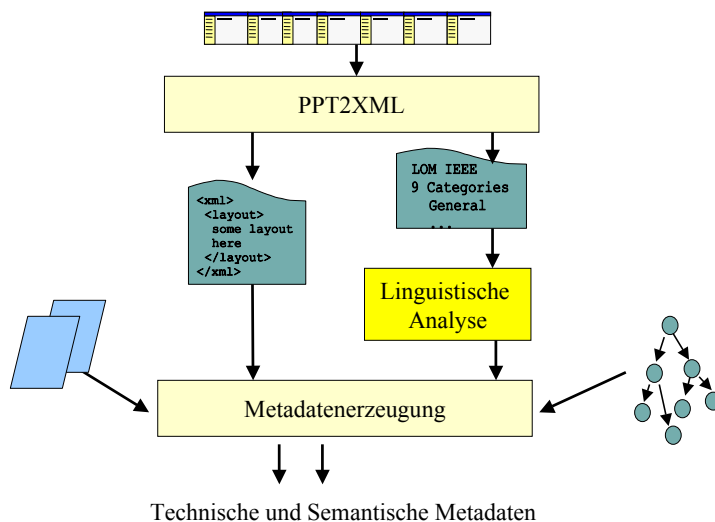 PPT2XML
LOM IEEE
9 Categories
General
...
<xml>
<layout>
some layout
here
</layout>
</xml>
Linguistische
Analyse
Metadatenerzeugung
Technische und Semantische Metadaten